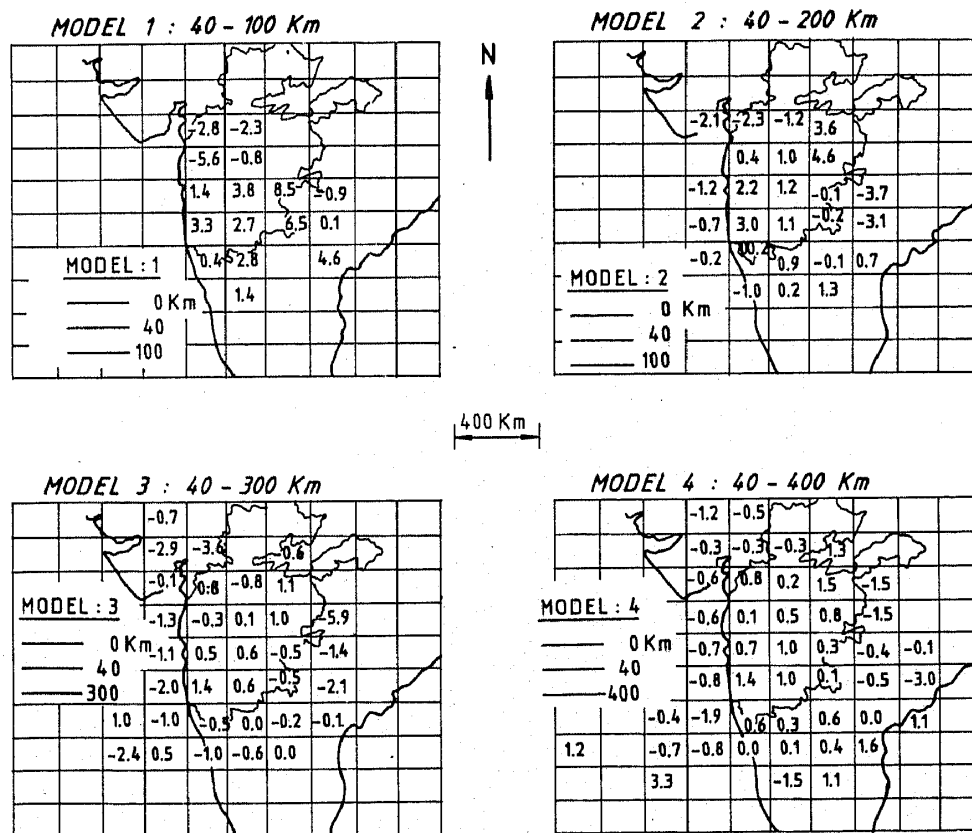 MODEL 1 : 40-100 Km
MODEL 2 : 40-200 Km
N
-2.8 -2.3
-5.6 -0.8
1.4 3.8 8.5 -0.9
3.3 2.7 6.5 0.1
0.4 2.8 4.6
1.4
MODEL : 1
0 Km
40
100
-2.1 -2.3 -1.2 3.6
0.4 1.0 4.6
-1.2 2.2 1.2 -0.1 -3.7
-0.7 3.0 1.1 -0.2 -3.1
-0.2 0.9 -0.1 0.7
-1.0 0.2 1.3
MODEL : 2
0 Km
40
100
400 Km
MODEL 3 : 40-300 Km
MODEL 4 : 40-400 Km
-0.7
-2.9 -3.6 0.6
-0.1 0.8 -0.8 1.1
-1.3 -0.3 0.1 1.0 -5.9
-1.1 0.5 0.6 -0.5 -1.4
-2.0 1.4 0.6 -0.5 -2.1
1.0 -1.0 -0.5 0.0 -0.2 -0.1
-2.4 0.5 -1.0 -0.6 0.0
MODEL : 3
0 Km
40
300
-1.2 -0.5
-0.3 -0.3 -0.3 1.3
-0.6 0.8 0.2 1.5 -1.5
-0.6 0.1 0.5 0.8 -1.5
-0.7 0.7 1.0 0.3 -0.4 -0.1
-0.8 1.4 1.0 0.1 -0.5 -3.0
-0.4 -1.9 0.6 0.3 0.6 0.0 1.1
1.2 -0.7 -0.8 0.0 0.1 0.4 1.6
3.3 -1.5 1.1
MODEL : 4
0 Km
40
400